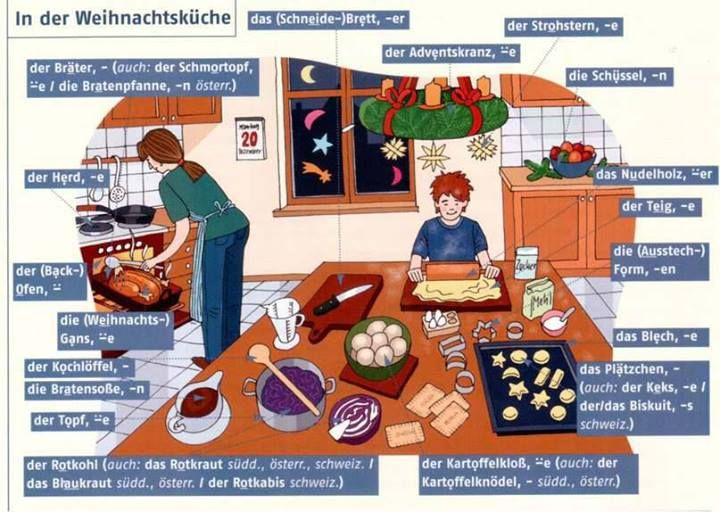 In der Weihnachtsküche
das (Schneide-)Brett, -er
der Strohstern, -e
der Adventskranz, ⸚e
die Schüssel, -n
der Bräter, - (auch: der Schmortopf,
⸚e / die Bratenpfanne, -n österr.)
20
Dezember
der Herd, -e
das Nudelholz, ⸚er
der Teig, -e
die (Ausstech-)
Form, -en
Zucker
Mehl
der (Back-)
Ofen, ⸚
die (Weihnachts-)
Gans, ⸚e
der Kochlöffel, -
die Bratensoße, -n
der Topf, ⸚e
das Blech, -e
das Plätzchen, -
(auch: der Keks, -e /
der/das Biskuit, -s
schweiz.)
der Rotkohl (auch: das Rotkraut südd., österr., schweiz. /
das Blaukraut südd., österr. / der Rotkabis schweiz.)
der Kartoffelkloß, ⸚e (auch: der
Kartoffelknödel, - südd., österr.)